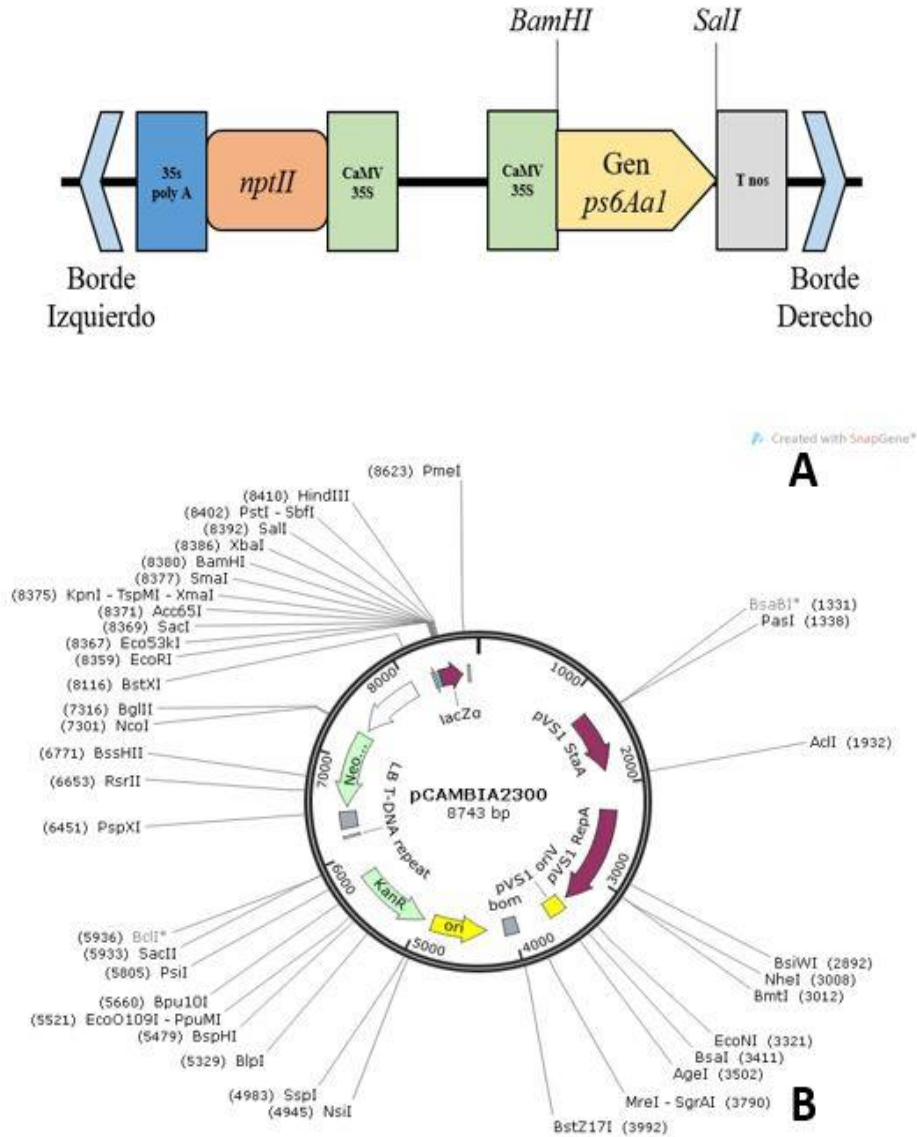 BamHI
SalI
35s
poly A
nptII
CaMV
35S
CaMV
35S
Gen
ps6Aa1
T nos
Borde
Izquierdo
Borde
Derecho
Created with SnapGene®
A
(8623) PmeI
(8410) HindIII
(8402) PstI - SbfI
(8392) SalI
(8386) XbaI
(8380) BamHI
(8377) SmaI
(8375) KpnI - TspMI - XmaI
(8371) Acc65I
(8369) SacI
(8367) Eco53kI
(8359) EcoRI
(8116) BstXI
(7316) BglII
(7301) NcoI
(6771) BssHII
(6653) RsrII
(6451) PspXI
(5936) BclI*
(5933) SacII
(5805) PsiI
(5660) Bpu10I
(5521) EcoO109I - PpuMI
(5479) BspHI
(5329) BlpI
(4983) SspI
(4945) NsiI
BsaBI* (1331)
PasI (1338)
AclI (1932)
BsiWI (2892)
NheI (3008)
BmtI (3012)
EcoNI (3321)
BsaI (3411)
AgeI (3502)
MreI - SgrAI (3790)
BstZ17I (3992)
1000
2000
3000
4000
5000
6000
7000
8000
lacZα
pVS1 StaA
pVS1 RepA
pVS1 oriV
bom
ori
KanR
LB T-DNA repeat
Neo...
pCAMBIA2300
8743 bp
B